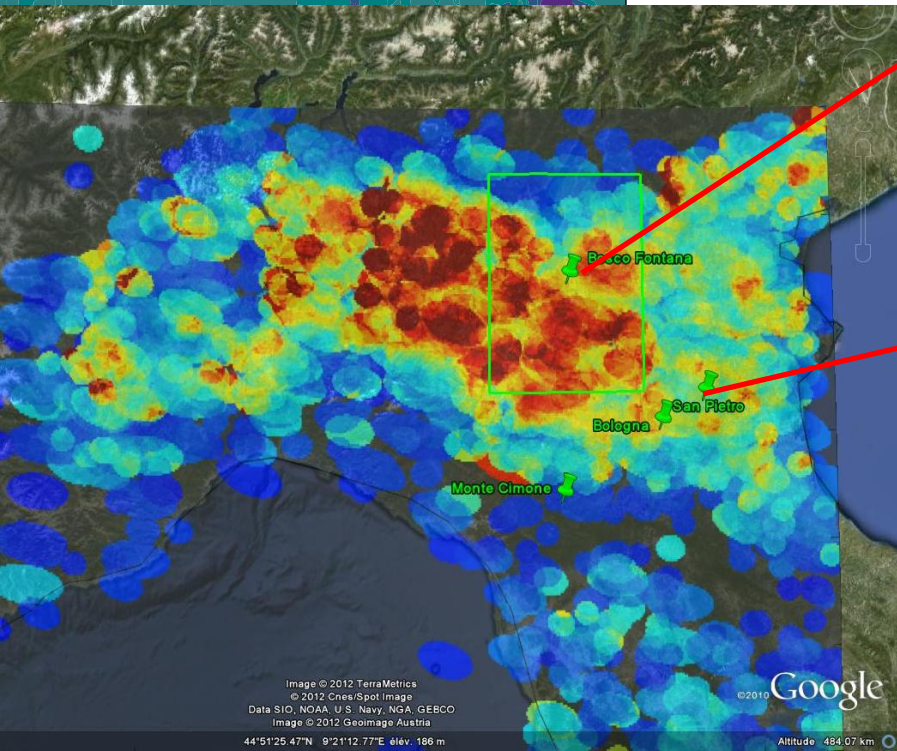 Bosco Fontana
San Pietro
Bologna
Monte Cimone
Image © 2012 TerraMetrics
© 2012 Cnes/Spot Image
Data SIO, NOAA, U.S. Navy, NGA, GEBCO
Image © 2012 Geoimage Austria
©2010 Google
44°51'25.47"N 9°21'12.77"E élév. 186 m
Altitude 484.07 km